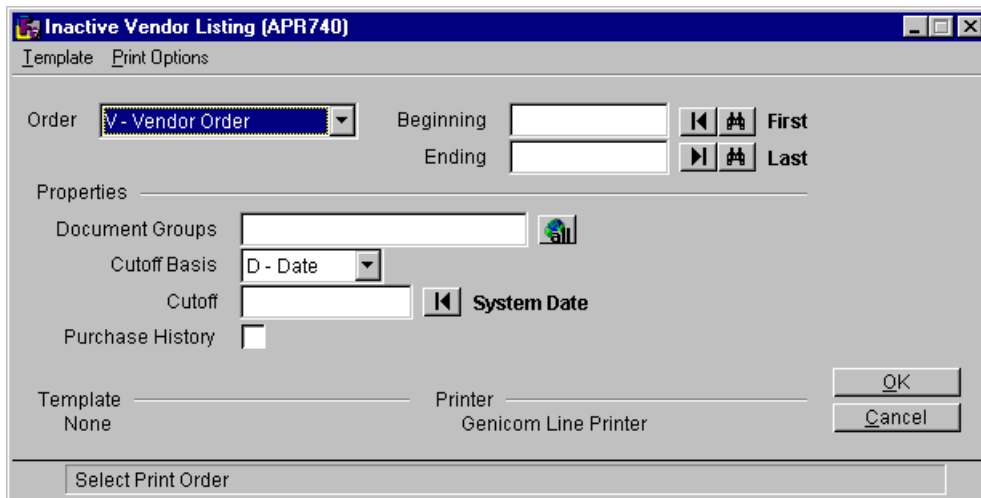 Inactive Vendor Listing (APR740)
Template Print Options
Order V - Vendor Order Beginning First
Ending Last
Properties
Document Groups all
Cutoff Basis D - Date
Cutoff System Date
Purchase History
OK
Template Printer
None Genicom Line Printer
Cancel
Select Print Order